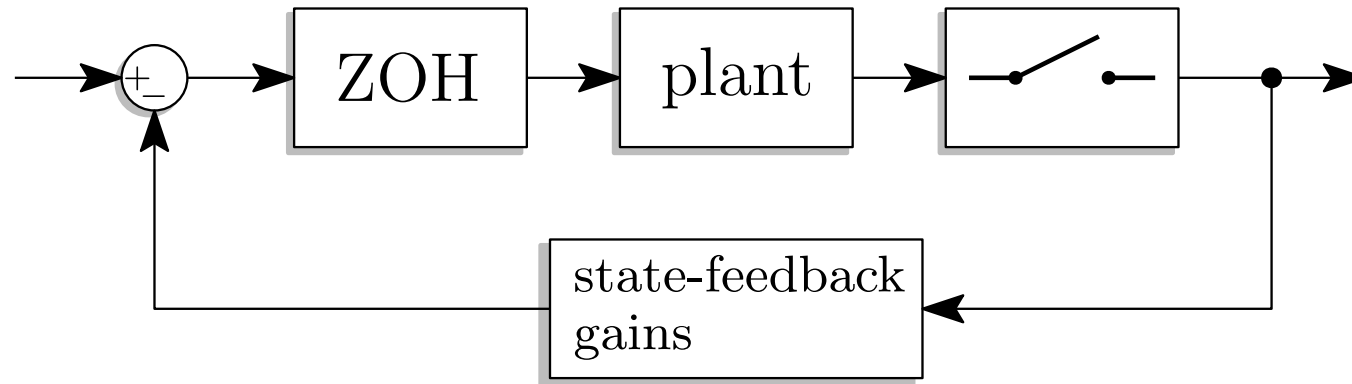 +
−
ZOH
plant
state-feedback
gains